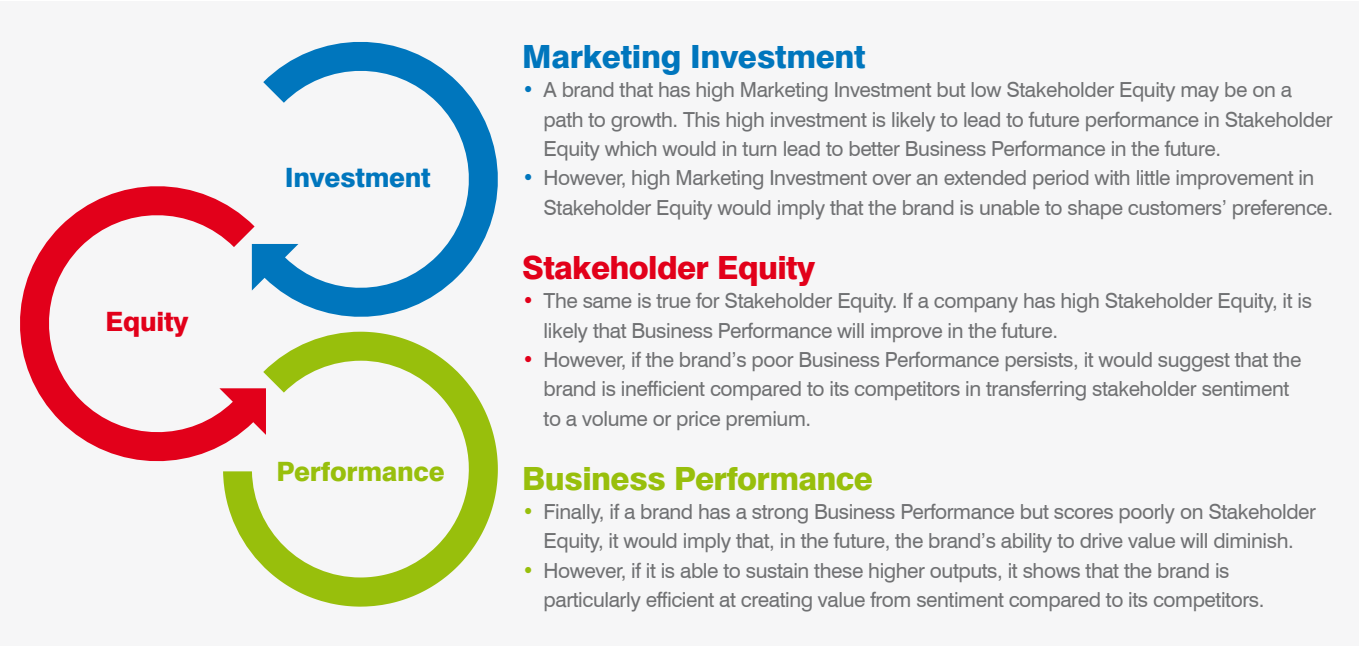 Investment
Equity
Performance
Marketing Investment
• A brand that has high Marketing Investment but low Stakeholder Equity may be on a
path to growth. This high investment is likely to lead to future performance in Stakeholder
Equity which would in turn lead to better Business Performance in the future.
• However, high Marketing Investment over an extended period with little improvement in
Stakeholder Equity would imply that the brand is unable to shape customers’ preference.
Stakeholder Equity
• The same is true for Stakeholder Equity. If a company has high Stakeholder Equity, it is
likely that Business Performance will improve in the future.
• However, if the brand’s poor Business Performance persists, it would suggest that the
brand is inefficient compared to its competitors in transferring stakeholder sentiment
to a volume or price premium.
Business Performance
• Finally, if a brand has a strong Business Performance but scores poorly on Stakeholder
Equity, it would imply that, in the future, the brand’s ability to drive value will diminish.
• However, if it is able to sustain these higher outputs, it shows that the brand is
particularly efficient at creating value from sentiment compared to its competitors.